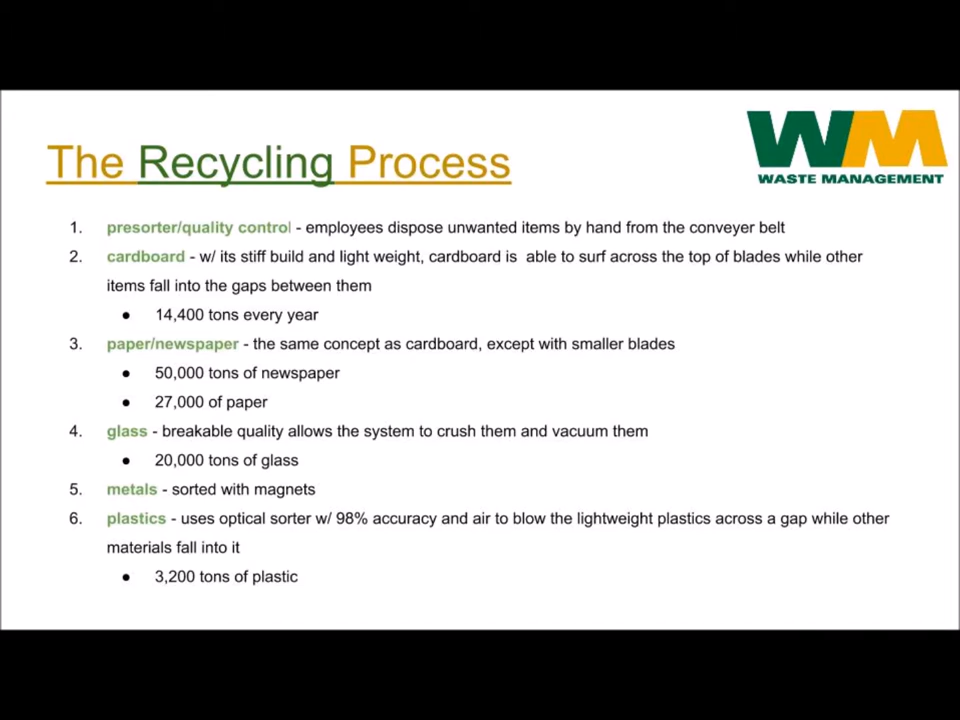 WM
WASTE MANAGEMENT
The Recycling Process
1. presorter/quality control - employees dispose unwanted items by hand from the conveyer belt
2. cardboard - w/ its stiff build and light weight, cardboard is able to surf across the top of blades while other
items fall into the gaps between them
● 14,400 tons every year
3. paper/newspaper - the same concept as cardboard, except with smaller blades
● 50,000 tons of newspaper
● 27,000 of paper
4. glass - breakable quality allows the system to crush them and vacuum them
● 20,000 tons of glass
5. metals - sorted with magnets
6. plastics - uses optical sorter w/ 98% accuracy and air to blow the lightweight plastics across a gap while other
materials fall into it
● 3,200 tons of plastic